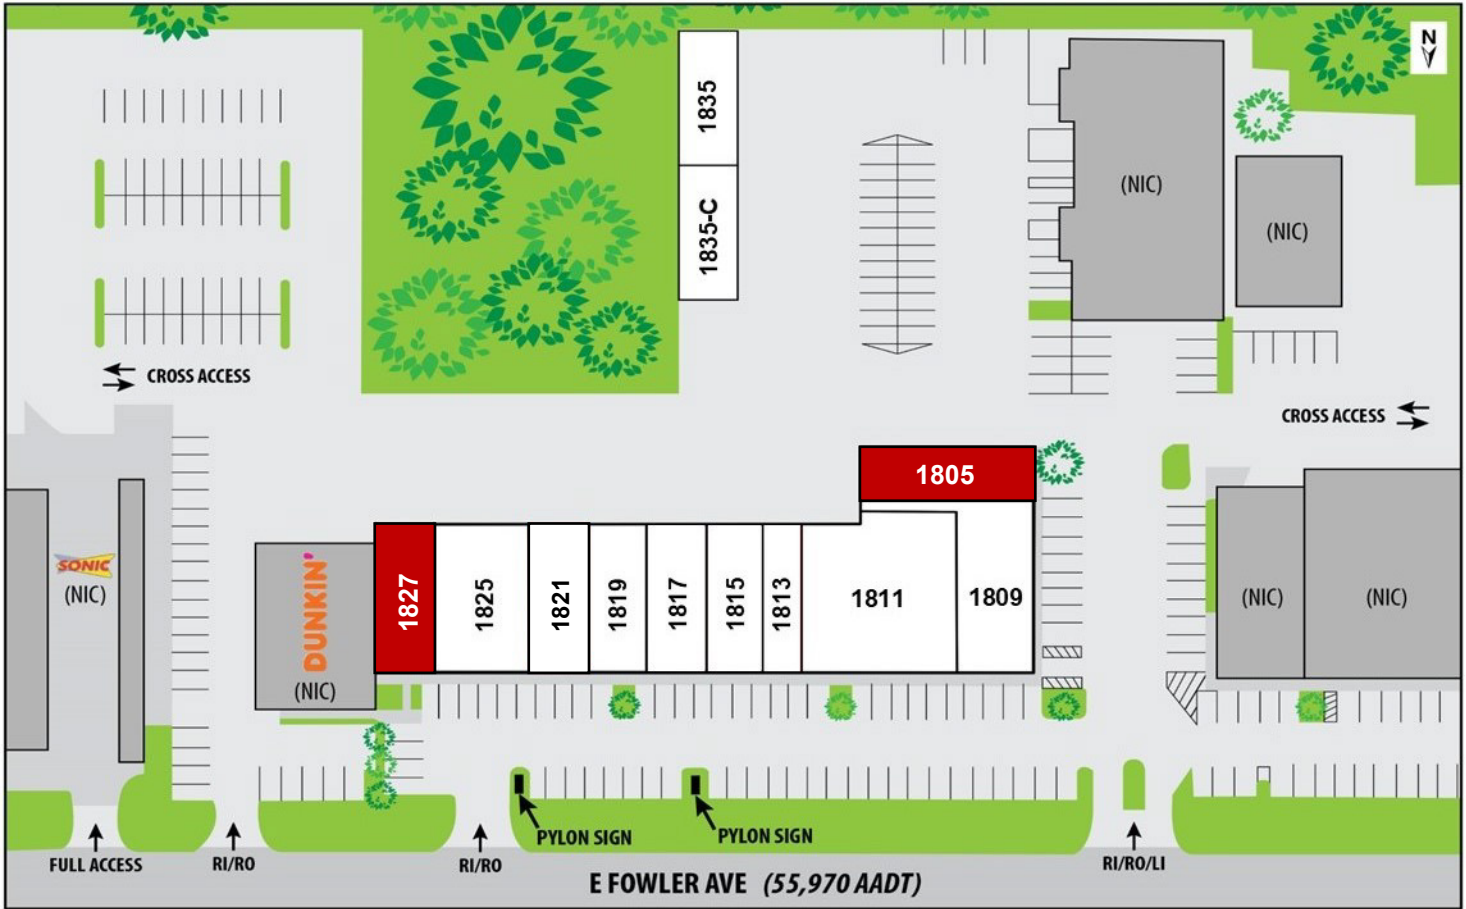 N
1835
1835-C
(NIC)
(NIC)
CROSS ACCESS
CROSS ACCESS
1805
SONIC
(NIC)
DUNKIN'
(NIC)
1827
1825
1821
1819
1817
1815
1813
1811
1809
(NIC)
(NIC)
PYLON SIGN
PYLON SIGN
FULL ACCESS
RI/RO
RI/RO
RI/RO/LI
E FOWLER AVE (55,970 AADT)